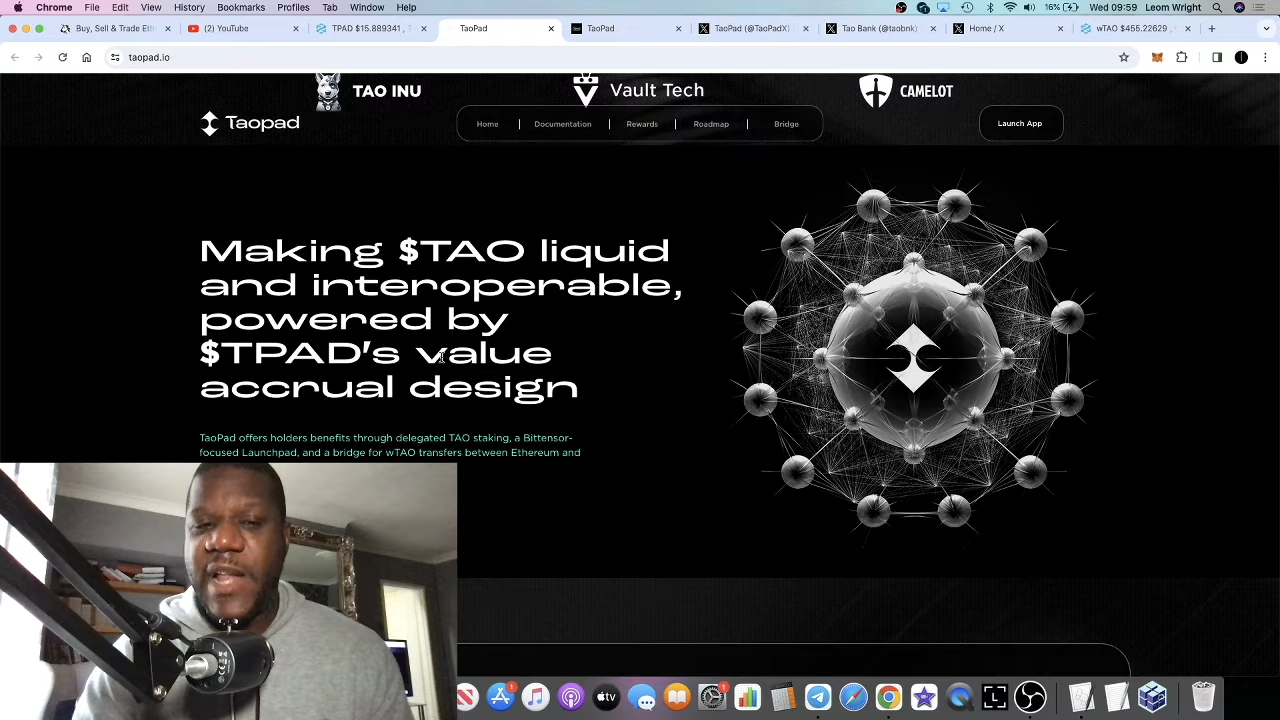 Chrome File Edit View History Bookmarks Profiles Tab Window Help
16% Wed 09:59 Leom Wright
Buy, Sell & Trade Eth
(2) YouTube
TPAD $15.889341 ,
TaoPad
TaoPad
TaoPad (@TaoPadX)
Tao Bank (@taobnk)
Home / X
wTAO $455.22629 ,
taopad.io
TAO INU
Vault Tech
CAMELOT
Taopad
Home
Documentation
Rewards
Roadmap
Bridge
Launch App
Making $TAO liquid
and interoperable,
powered by
$TPAD's value
accrual design
TaoPad offers holders benefits through delegated TAO staking, a Bittensor-
focused Launchpad, and a bridge for wTAO transfers between Ethereum and
tv